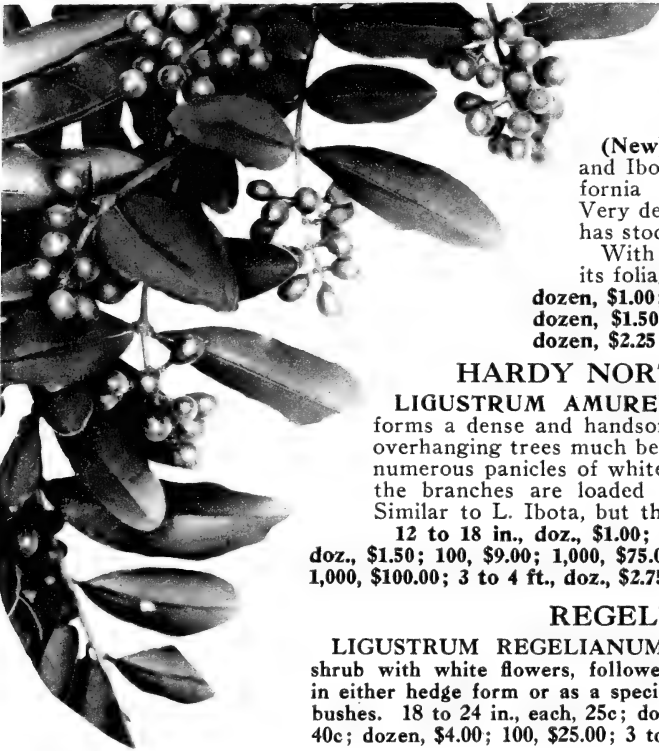 (New
and Ibo
fornia
Very de
has stoo
With
its folia
dozen, $1.00
dozen, $1.50
dozen, $2.25
HARDY NOR
LIGUSTRUM AMURE
forms a dense and handso
overhanging trees much be
numerous panicles of white
the branches are loaded
Similar to L. Ibota, but th
12 to 18 in., doz., $1.00;
doz., $1.50; 100, $9.00; 1,000, $75.0
1,000, $100.00; 3 to 4 ft., doz., $2.75
REGEL
LIGUSTRUM REGELIANUM
shrub with white flowers, followe
in either hedge form or as a speci
bushes. 18 to 24 in., each, 25c; do
40c; dozen, $4.00; 100, $25.00; 3 to